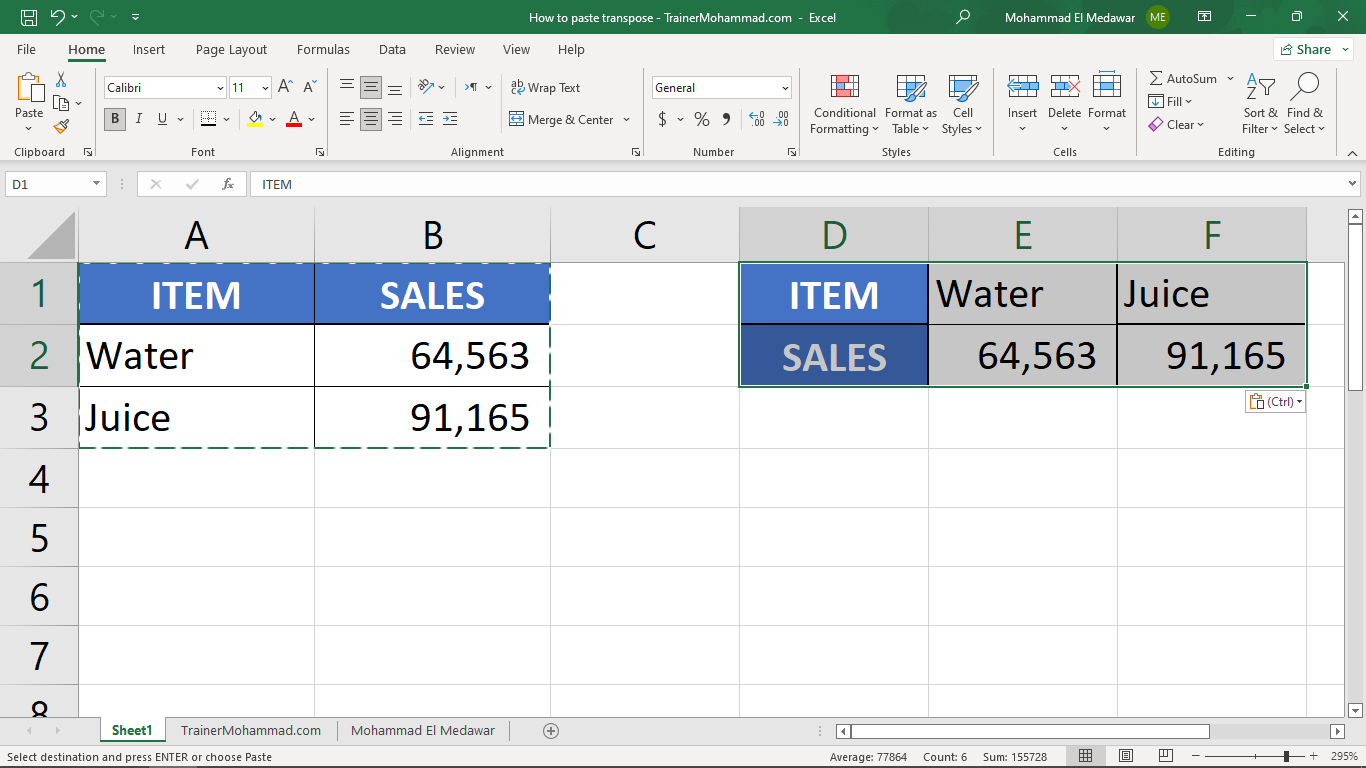 How to paste transpose - TrainerMohammad.com - Excel
Mohammad El Medawar ME
File Home Insert Page Layout Formulas Data Review View Help Share
Paste
Clipboard
Calibri 11
B I U A
Font
Wrap Text
Merge & Center
Alignment
General
$ % 9
Number
Conditional Formatting
Format as Table
Cell Styles
Styles
Insert Delete Format
Cells
AutoSum
Fill
Clear
Sort & Filter
Find & Select
Editing
D1 fx ITEM
A B C D E F
1 ITEM SALES ITEM Water Juice
2 Water 64,563 SALES 64,563 91,165
3 Juice 91,165
(Ctrl)
4
5
6
7
8
Sheet1 TrainerMohammad.com Mohammad El Medawar
Select destination and press ENTER or choose Paste Average: 77864 Count: 6 Sum: 155728 295%